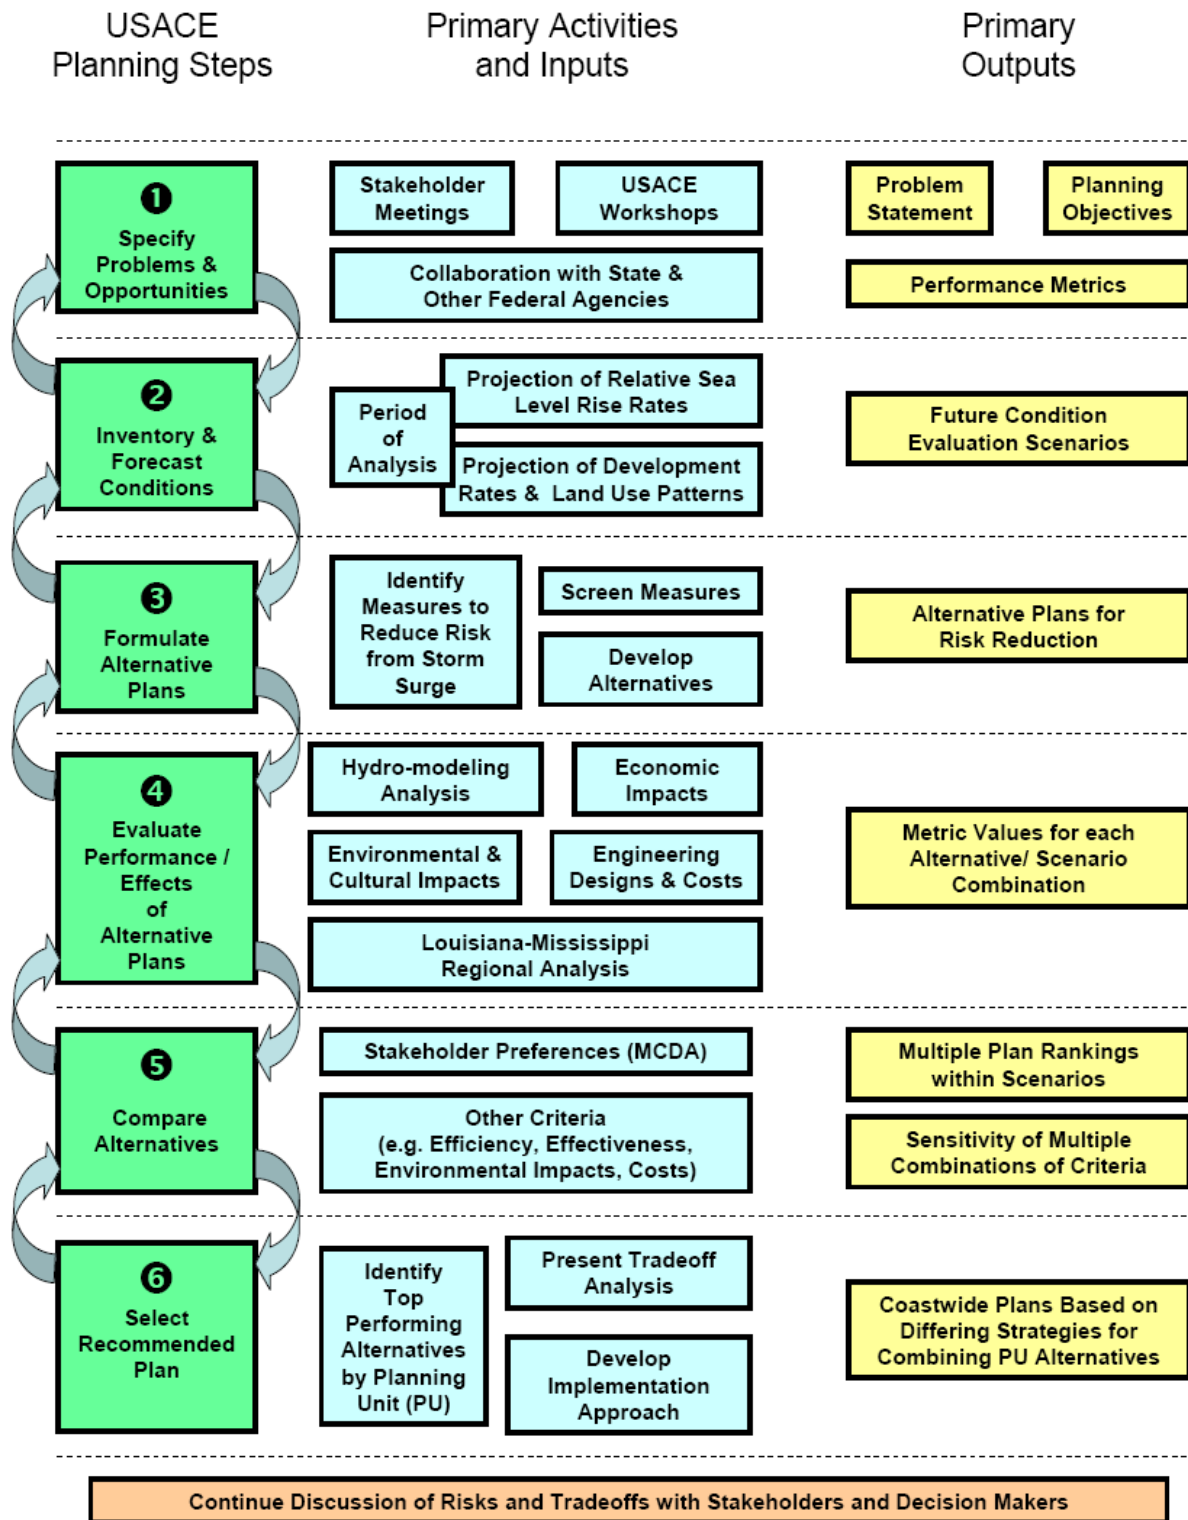 USACE
Planning Steps
Primary Activities
and Inputs
Primary
Outputs
❶
Specify
Problems &
Opportunities
Stakeholder
Meetings
USACE
Workshops
Collaboration with State &
Other Federal Agencies
Problem
Statement
Planning
Objectives
Performance Metrics
❷
Inventory &
Forecast
Conditions
Period
of
Analysis
Projection of Relative Sea
Level Rise Rates
Projection of Development
Rates & Land Use Patterns
Future Condition
Evaluation Scenarios
❸
Formulate
Alternative
Plans
Identify
Measures to
Reduce Risk
from Storm
Surge
Screen Measures
Develop
Alternatives
Alternative Plans for
Risk Reduction
❹
Evaluate
Performance /
Effects
of
Alternative
Plans
Hydro-modeling
Analysis
Economic
Impacts
Environmental &
Cultural Impacts
Engineering
Designs & Costs
Louisiana-Mississippi
Regional Analysis
Metric Values for each
Alternative/ Scenario
Combination
❺
Compare
Alternatives
Stakeholder Preferences (MCDA)
Other Criteria
(e.g. Efficiency, Effectiveness,
Environmental Impacts, Costs)
Multiple Plan Rankings
within Scenarios
Sensitivity of Multiple
Combinations of Criteria
❻
Select
Recommended
Plan
Identify
Top
Performing
Alternatives
by Planning
Unit (PU)
Present Tradeoff
Analysis
Develop
Implementation
Approach
Coastwide Plans Based on
Differing Strategies for
Combining PU Alternatives
Continue Discussion of Risks and Tradeoffs with Stakeholders and Decision Makers